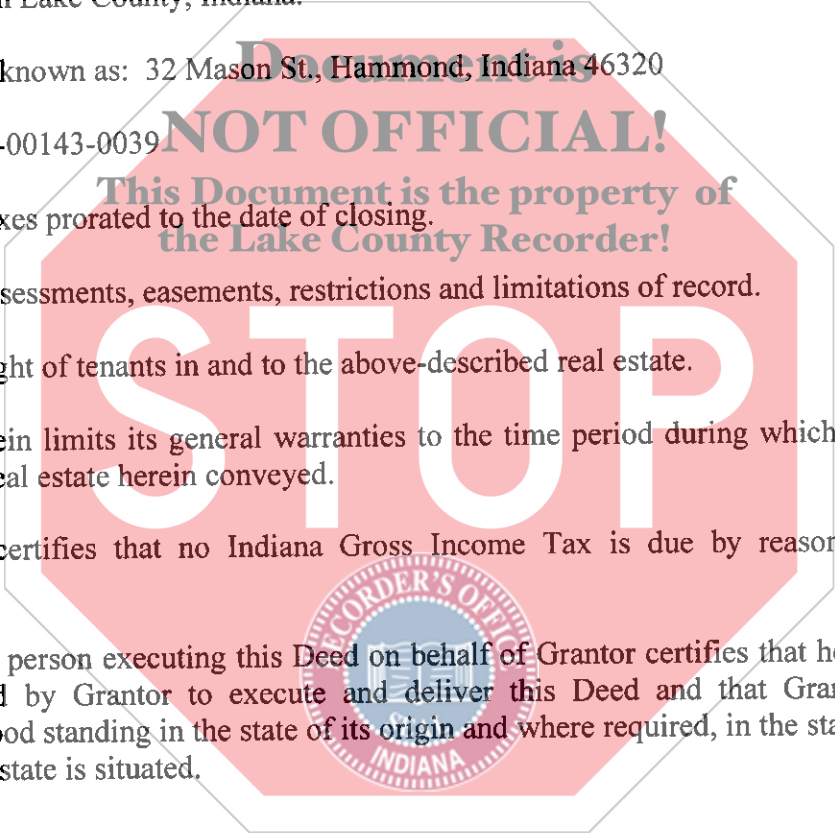 Lake County, Indiana.
known as: 32 Mason St., Hammond, Indiana 46320
Document is
-00143-0039
NOT OFFICIAL!
This Document is the property of
xes prorated to the date of closing.
the Lake County Recorder!
sessments, easements, restrictions and limitations of record.
ght of tenants in and to the above-described real estate.
STOP
ein limits its general warranties to the time period during which
eal estate herein conveyed.
certifies that no Indiana Gross Income Tax is due by reason
RECORDER'S OFFICE
person executing this Deed on behalf of Grantor certifies that he
d by Grantor to execute and deliver this Deed and that Gran
ood standing in the state of its origin and where required, in the sta
Seal
INDIANA
state is situated.